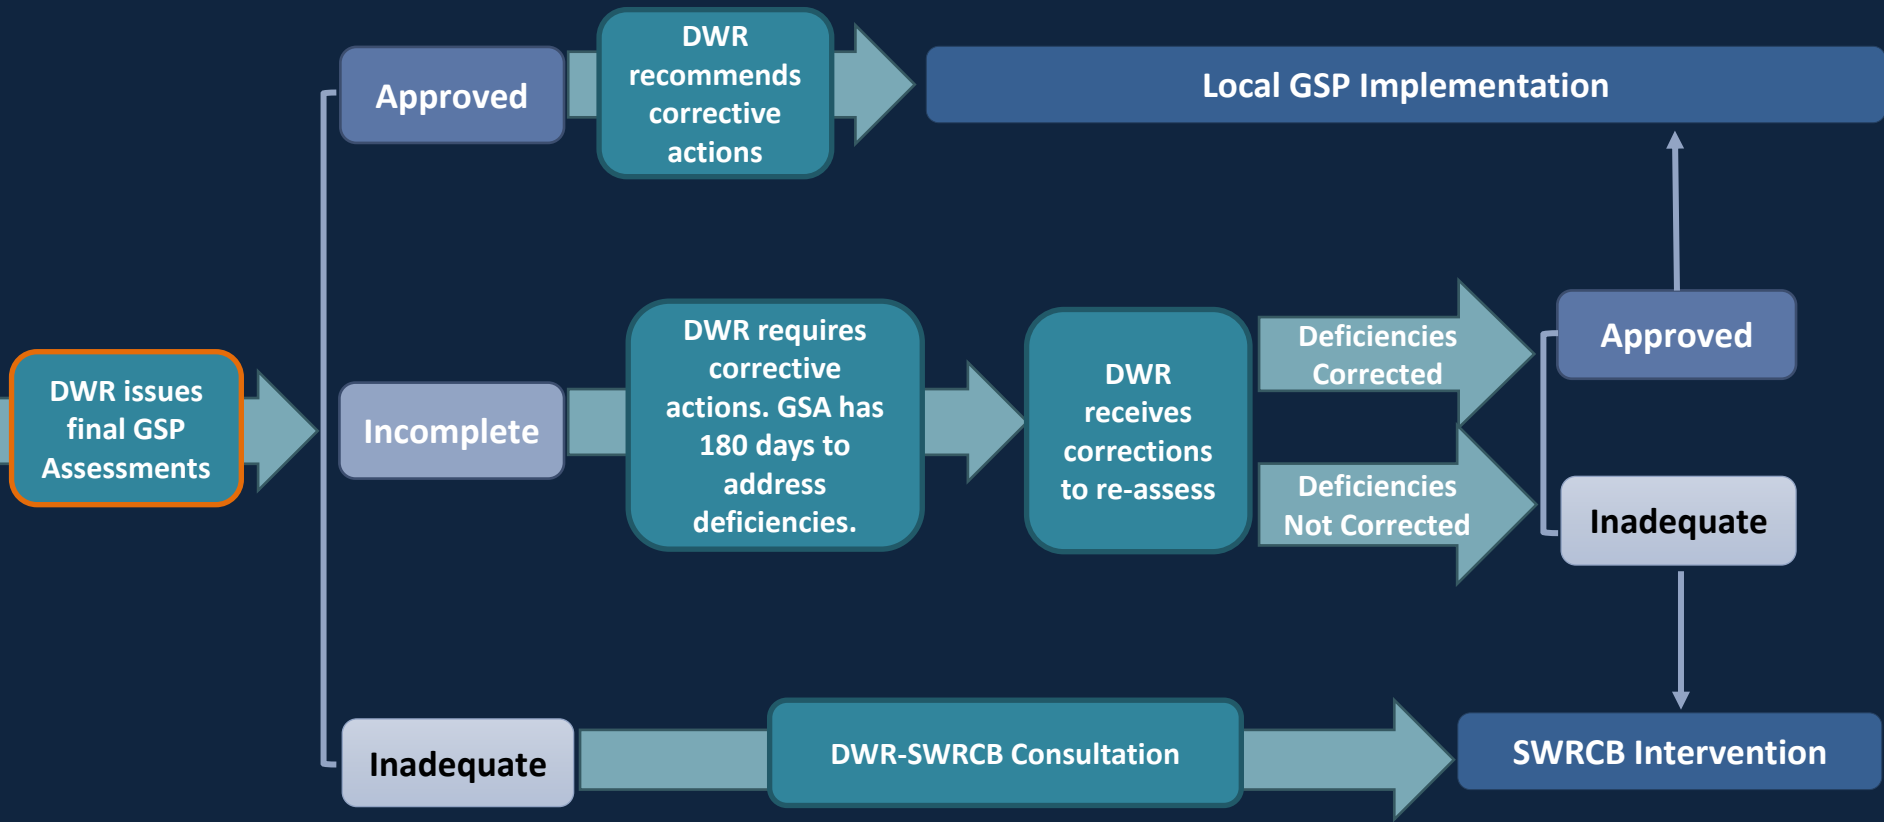 Approved
DWR
recommends
corrective
actions
Local GSP Implementation
DWR issues
final GSP
Assessments
Incomplete
DWR requires
corrective
actions. GSA has
180 days to
address
deficiencies.
DWR
receives
corrections
to re-assess
Deficiencies
Corrected
Deficiencies
Not Corrected
Approved
Inadequate
Inadequate
DWR-SWRCB Consultation
SWRCB Intervention